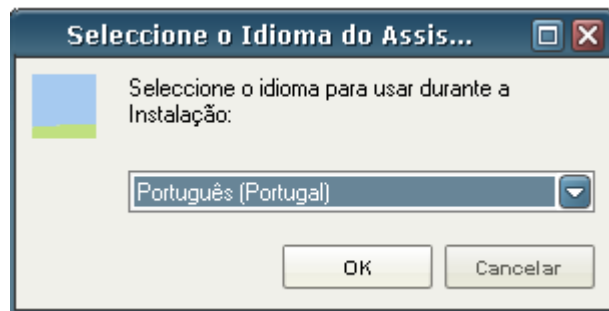 Seleccione o Idioma do Assis...
Seleccione o idioma para usar durante a
Instalação:
Português (Portugal)
OK
Cancelar